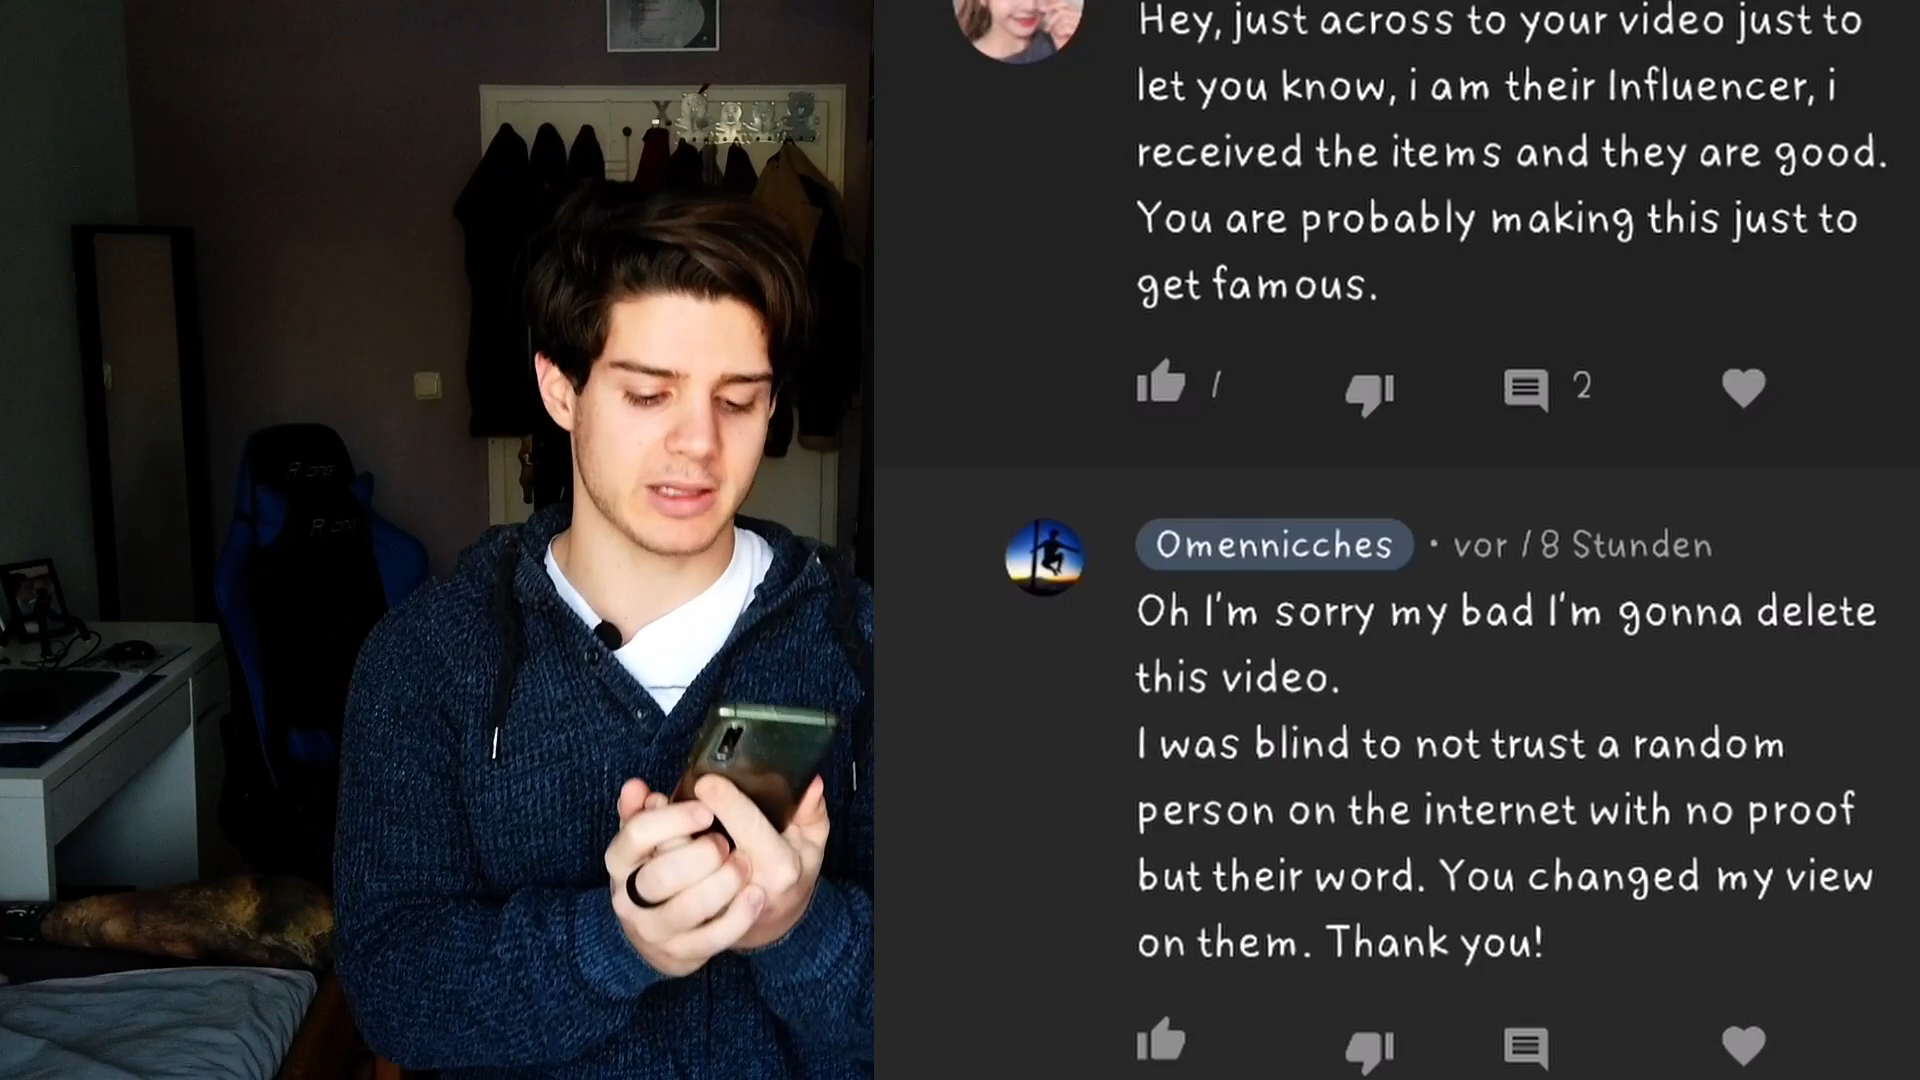 Hey, just across to your video just to
let you know, i am their Influencer, i
received the items and they are good.
You are probably making this just to
get famous.
1
2
Omennicches • vor 18 Stunden
Oh I'm sorry my bad I'm gonna delete
this video.
I was blind to not trust a random
person on the internet with no proof
but their word. You changed my view
on them. Thank you!